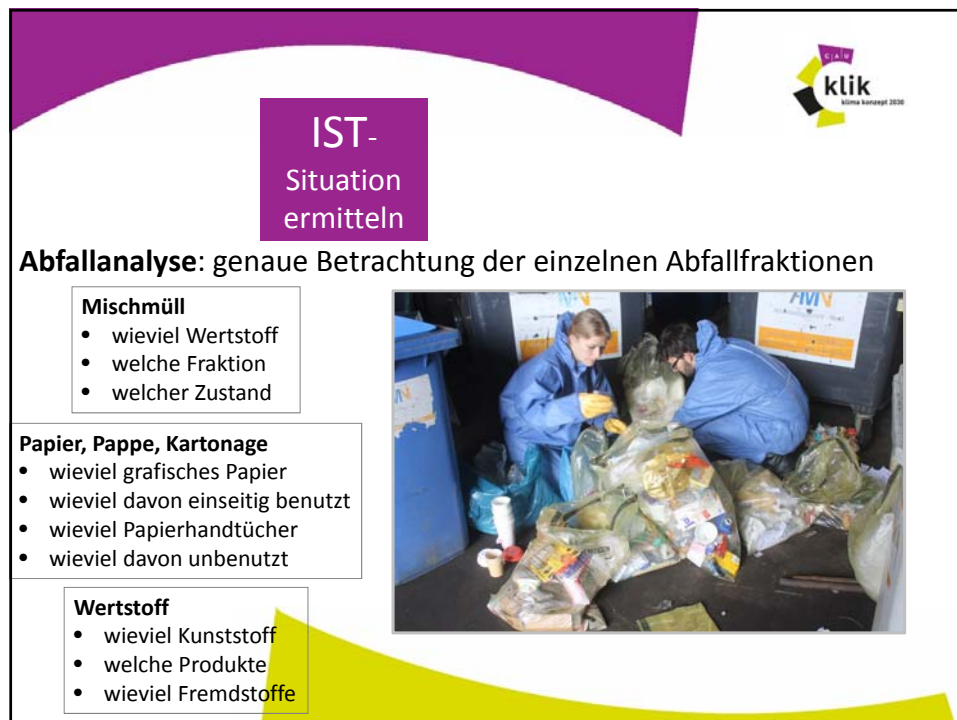 C|A|U
klik
klima konzept 2030
IST-
Situation
ermitteln
Abfallanalyse: genaue Betrachtung der einzelnen Abfallfraktionen
Mischmüll
• wieviel Wertstoff
• welche Fraktion
• welcher Zustand
Papier, Pappe, Kartonage
• wieviel grafisches Papier
• wieviel davon einseitig benutzt
• wieviel Papierhandtücher
• wieviel davon unbenutzt
Wertstoff
• wieviel Kunststoff
• welche Produkte
• wieviel Fremdstoffe
AMN